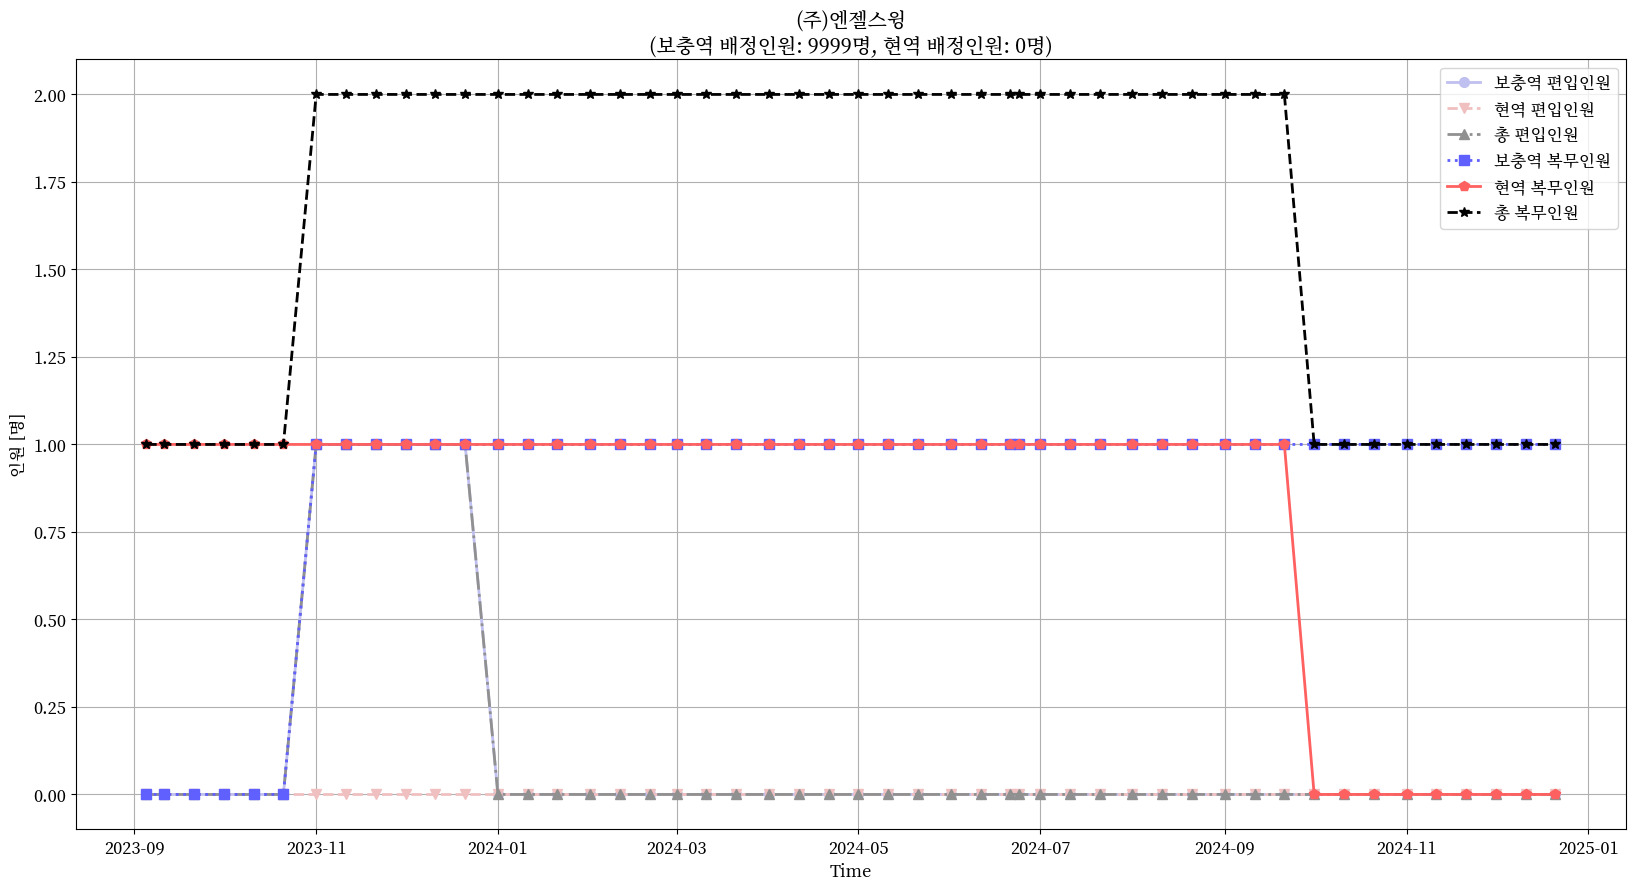 (주)엔젤스윙
(보충역 배정인원: 9999명, 현역 배정인원: 0명)
2.00
1.75
1.50
1.25
1.00
0.75
0.50
0.25
0.00
인원 [명]
보충역 편입인원
현역 편입인원
총 편입인원
보충역 복무인원
현역 복무인원
총 복무인원
2023-09
2023-11
2024-01
2024-03
2024-05
2024-07
2024-09
2024-11
2025-01
Time